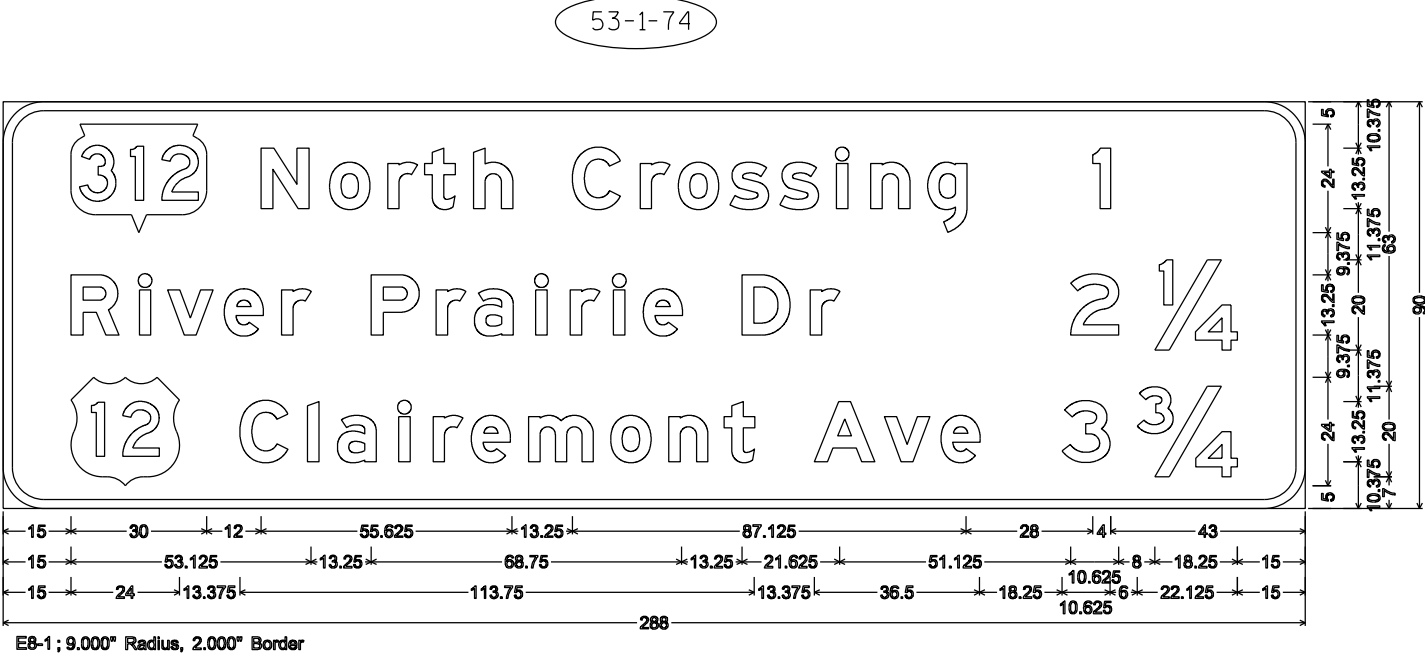 53-1-74
312 North Crossing 1
River Prairie Dr 2 1/4
12 Clairemont Ave 3 3/4
5 24 9.375 13.25 9.375 24 5
10.375 13.25 11.375 20 11.375 13.25 10.375
63 20 7
90
15 30 12 55.625 13.25 87.125 28 4 43
15 53.125 13.25 68.75 13.25 21.625 51.125 10.625 8 18.25 15
15 24 13.375 113.75 13.375 36.5 18.25 10.625 6 22.125 15
288
E8-1; 9.000" Radius, 2.000" Border